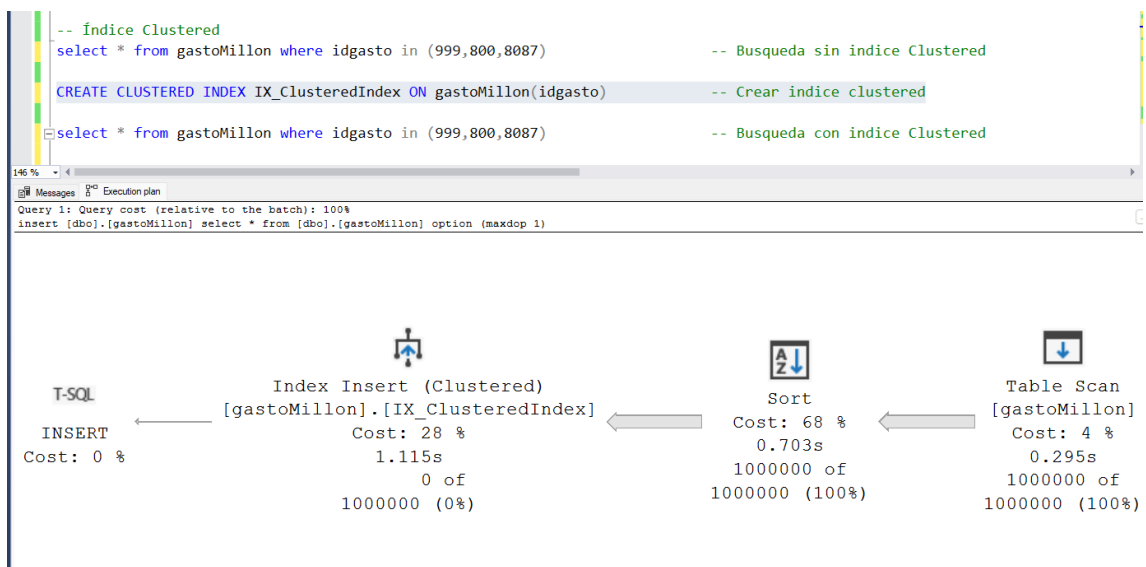 -- Índice Clustered
select * from gastoMillon where idgasto in (999,800,8087) -- Busqueda sin indice Clustered
CREATE CLUSTERED INDEX IX_ClusteredIndex ON gastoMillon(idgasto) -- Crear indice clustered
select * from gastoMillon where idgasto in (999,800,8087) -- Busqueda con indice Clustered
146 %
Messages Execution plan
Query 1: Query cost (relative to the batch): 100%
insert [dbo].[gastoMillon] select * from [dbo].[gastoMillon] option (maxdop 1)
T-SQL
INSERT
Cost: 0 %
Index Insert (Clustered)
[gastoMillon].[IX_ClusteredIndex]
Cost: 28 %
1.115s
0 of
1000000 (0%)
A
Z
Sort
Cost: 68 %
0.703s
1000000 of
1000000 (100%)
Table Scan
[gastoMillon]
Cost: 4 %
0.295s
1000000 of
1000000 (100%)